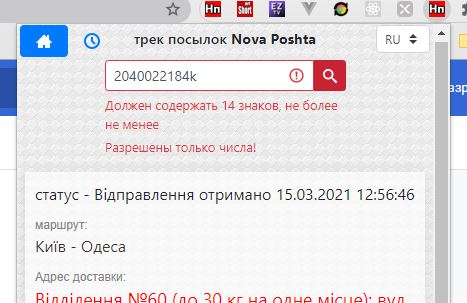 Hn
Short
EZ
TV
Hn
трек посылок Nova Poshta
RU
2040022184k
Должен содержать 14 знаков, не более
не менее
Разрешены только числа!
статус - Відправлення отримано 15.03.2021 12:56:46
маршрут:
Київ - Одеса
Адрес доставки:
Відділення №60 (до 30 кг на одне місце): вул